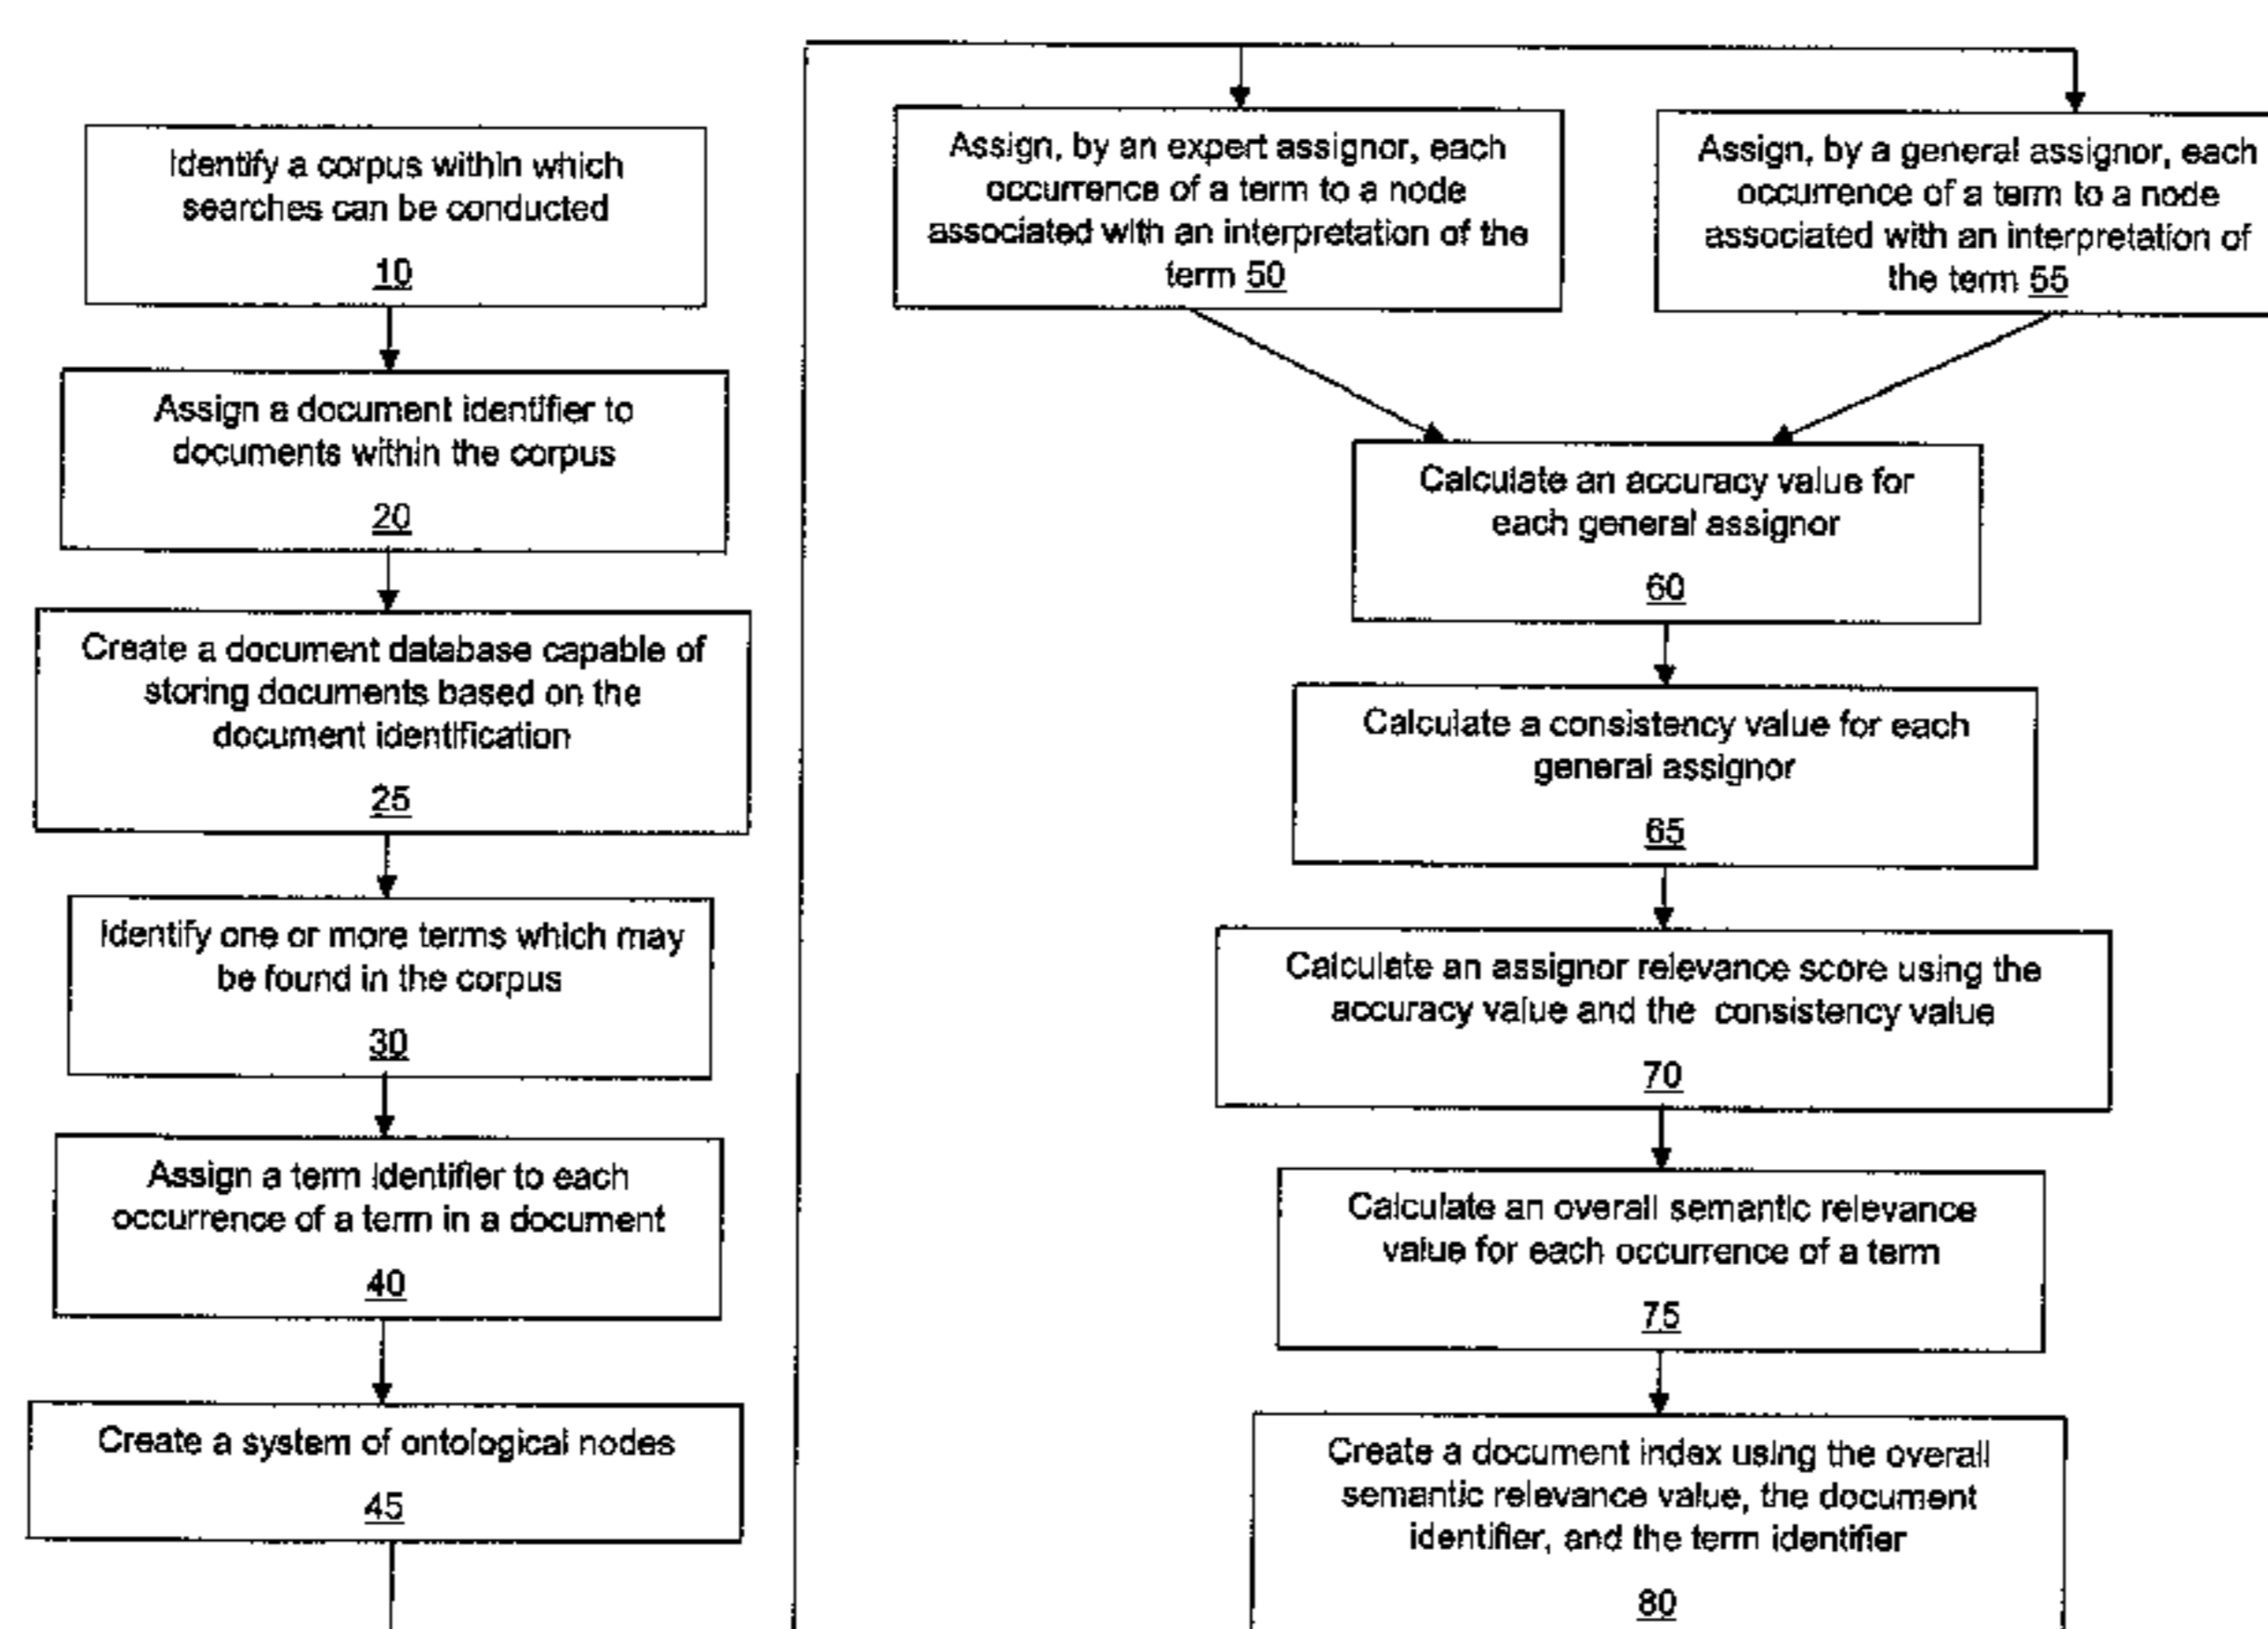 Identify a corpus within which
searches can be conducted
10
Assign a document identifier to
documents within the corpus
20
Create a document database capable of
storing documents based on the
document identification
25
Identify one or more terms which may
be found in the corpus
30
Assign a term identifier to each
occurrence of a term in a document
40
Create a system of ontological nodes
45
Assign, by an expert assignor, each
occurrence of a term to a node
associated with an interpretation of the
term 50
Assign, by a general assignor, each
occurrence of a term to a node
associated with an interpretation of
the term 55
Calculate an accuracy value for
each general assignor
60
Calculate a consistency value for each
general assignor
65
Calculate an assignor relevance score using the
accuracy value and the consistency value
70
Calculate an overall semantic relevance
value for each occurrence of a term
75
Create a document index using the overall
semantic relevance value, the document
identifier, and the term identifier
80